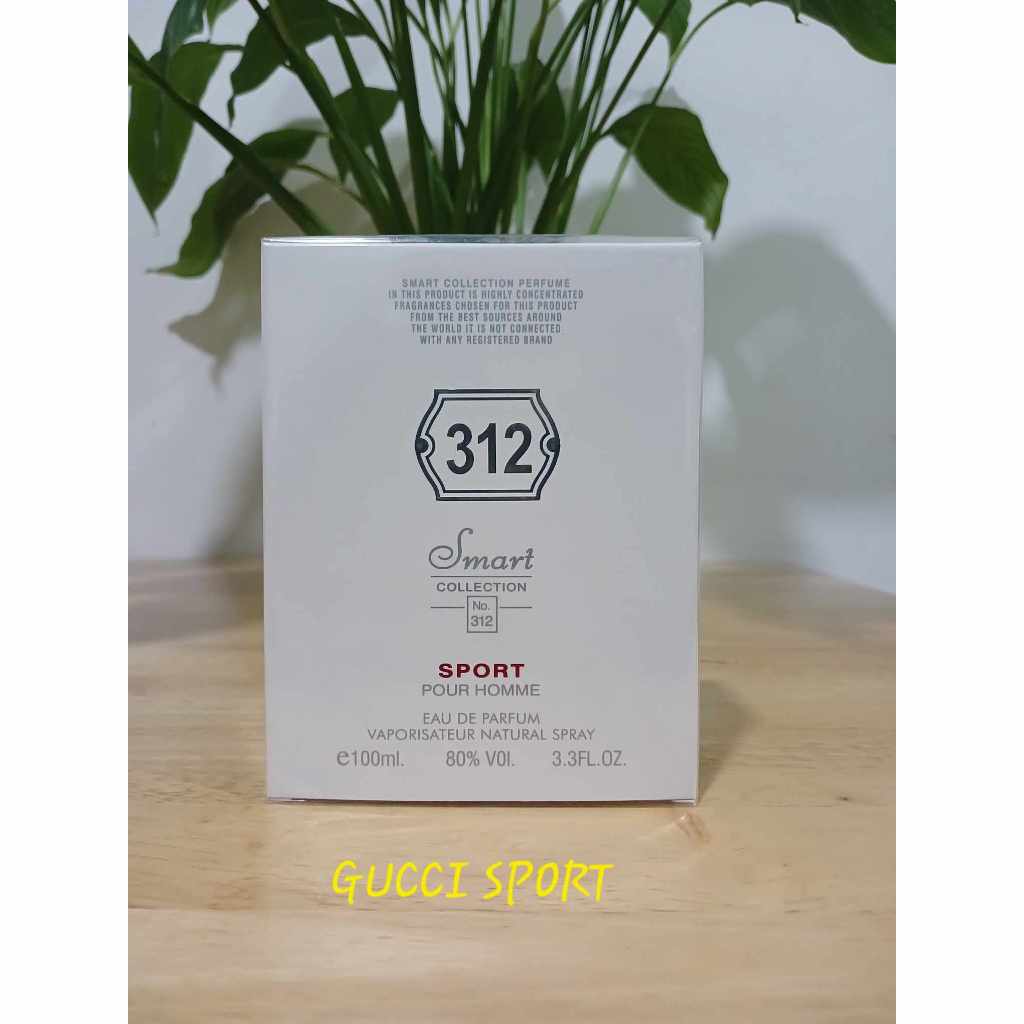 SMART COLLECTION PERFUME
IN THIS PRODUCT IS HIGHLY CONCENTRATED
FRAGRANCES CHOSEN FOR THIS PRODUCT
FROM THE BEST SOURCES AROUND
THE WORLD IT IS NOT CONNECTED
WITH ANY REGISTERED BRAND
312
Smart
COLLECTION
No.
312
SPORT
POUR HOMME
EAU DE PARFUM
VAPORISATEUR NATURAL SPRAY
e100ml. 80% VOl. 3.3FL.OZ.
GUCCI SPORT